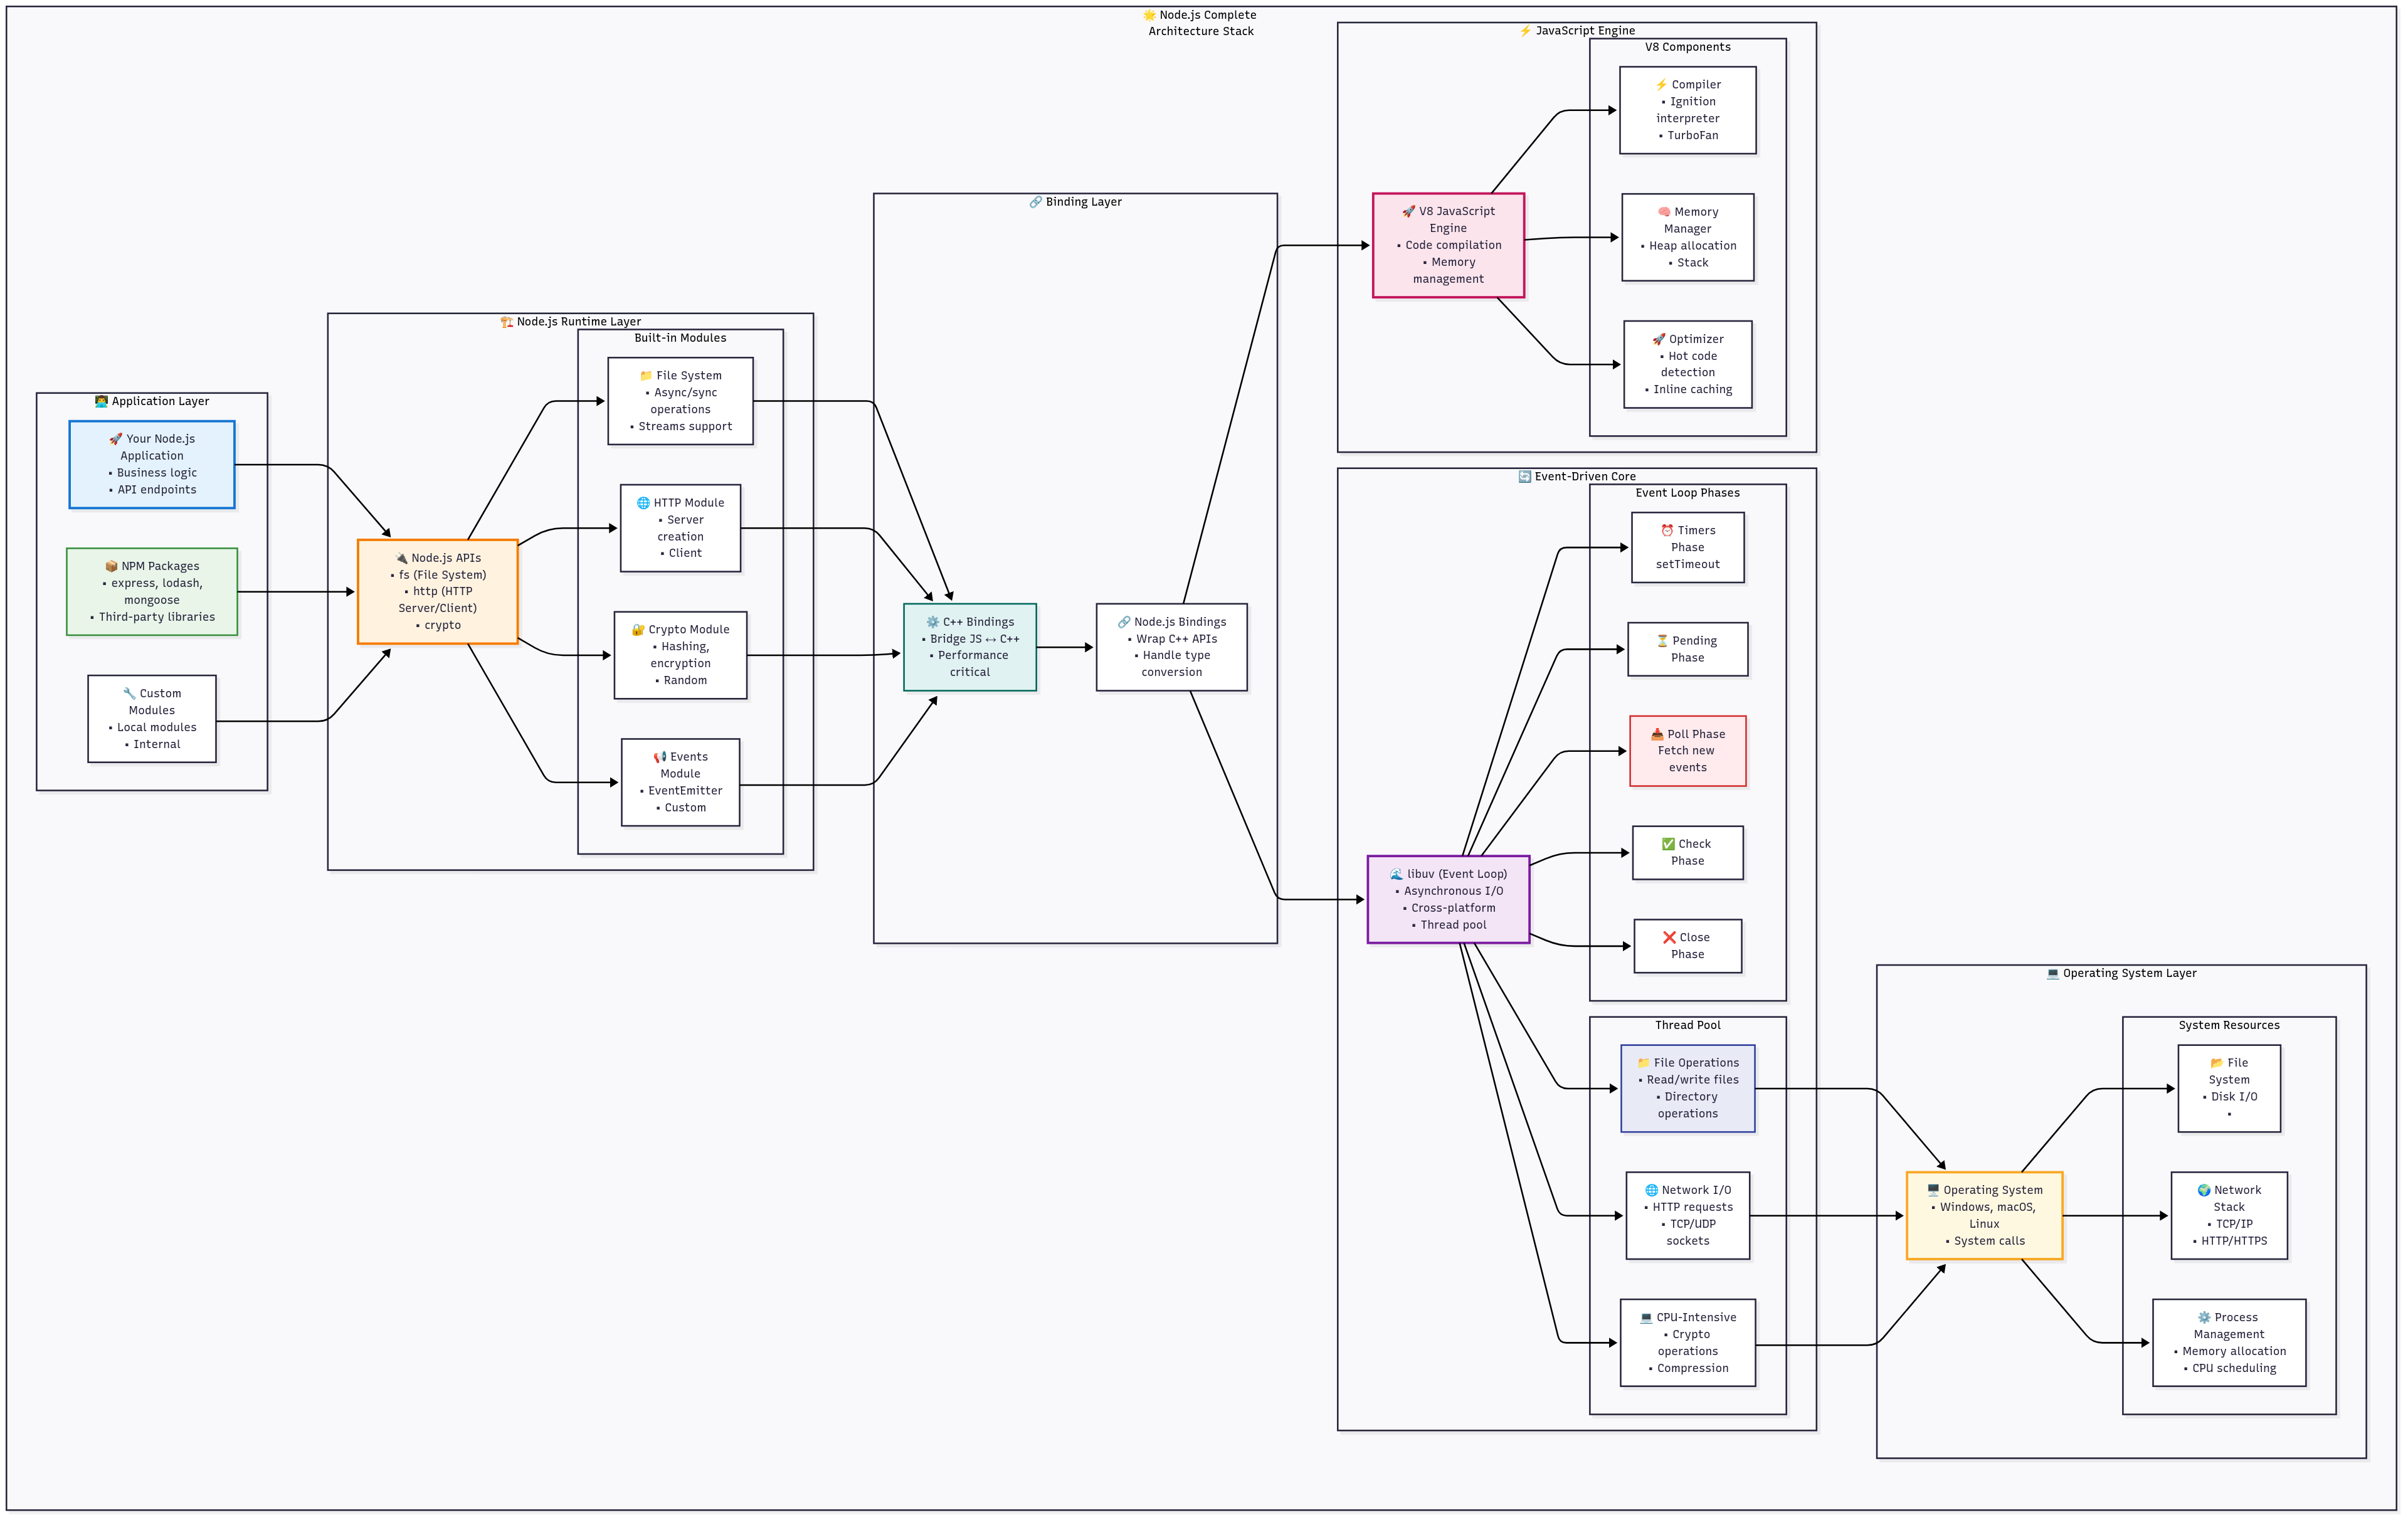 🌟 Node.js Complete
Architecture Stack
👨‍💻 Application Layer
🚀 Your Node.js
Application
▪ Business logic
▪ API endpoints
📦 NPM Packages
▪ express, lodash,
mongoose
▪ Third-party libraries
🔧 Custom
Modules
▪ Local modules
▪ Internal
🏗️ Node.js Runtime Layer
🔌 Node.js APIs
▪ fs (File System)
▪ http (HTTP
Server/Client)
▪ crypto
Built-in Modules
📁 File System
▪ Async/sync
operations
▪ Streams support
🌐 HTTP Module
▪ Server
creation
▪ Client
🔐 Crypto Module
▪ Hashing,
encryption
▪ Random
📢 Events
Module
▪ EventEmitter
▪ Custom
🔗 Binding Layer
⚙️ C++ Bindings
▪ Bridge JS ↔ C++
▪ Performance
critical
🔗 Node.js Bindings
▪ Wrap C++ APIs
▪ Handle type
conversion
⚡ JavaScript Engine
🚀 V8 JavaScript
Engine
▪ Code compilation
▪ Memory
management
V8 Components
⚡ Compiler
▪ Ignition
interpreter
▪ TurboFan
🧠 Memory
Manager
▪ Heap allocation
▪ Stack
🚀 Optimizer
▪ Hot code
detection
▪ Inline caching
🔄 Event-Driven Core
🌊 libuv (Event Loop)
▪ Asynchronous I/O
▪ Cross-platform
▪ Thread pool
Event Loop Phases
⏰ Timers
Phase
setTimeout
⏳ Pending
Phase
📥 Poll Phase
Fetch new
events
✅ Check
Phase
❌ Close
Phase
Thread Pool
📁 File Operations
▪ Read/write files
▪ Directory
operations
🌐 Network I/O
▪ HTTP requests
▪ TCP/UDP
sockets
💻 CPU-Intensive
▪ Crypto
operations
▪ Compression
💻 Operating System Layer
🖥️ Operating System
▪ Windows, macOS,
Linux
▪ System calls
System Resources
📂 File
System
▪ Disk I/O
▪
🌍 Network
Stack
▪ TCP/IP
▪ HTTP/HTTPS
⚙️ Process
Management
▪ Memory allocation
▪ CPU scheduling